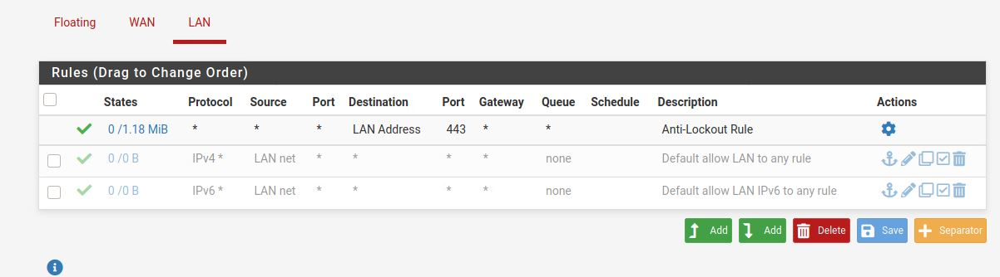 Floating WAN LAN
Rules (Drag to Change Order)
States Protocol Source Port Destination Port Gateway Queue Schedule Description Actions
0 /1.18 MiB * * * LAN Address 443 * * Anti-Lockout Rule
0 /0 B IPv4 * LAN net * * * * none Default allow LAN to any rule
0 /0 B IPv6 * LAN net * * * * none Default allow LAN IPv6 to any rule
Add Add Delete Save Separator